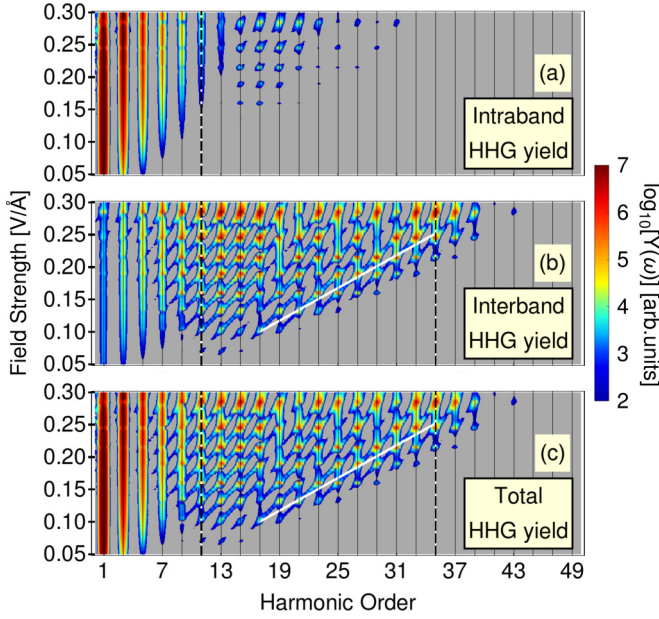 0.30
0.25
0.20
0.15
0.10
0.05
(a)
Intraband
HHG yield
0.30
0.25
0.20
0.15
0.10
0.05
(b)
Interband
HHG yield
0.30
0.25
0.20
0.15
0.10
0.05
(c)
Total
HHG yield
1 7 13 19 25 31 37 43 49
Harmonic Order
Field Strength [V/Å]
7
6
5
4
3
2
log₁₀[Y(ω)] [arb.units]